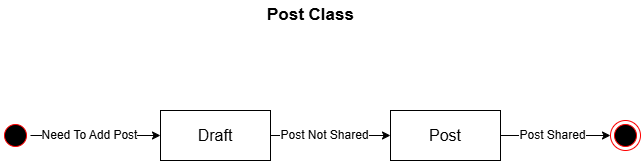 Post Class
Need To Add Post
Draft
Post Not Shared
Post
Post Shared